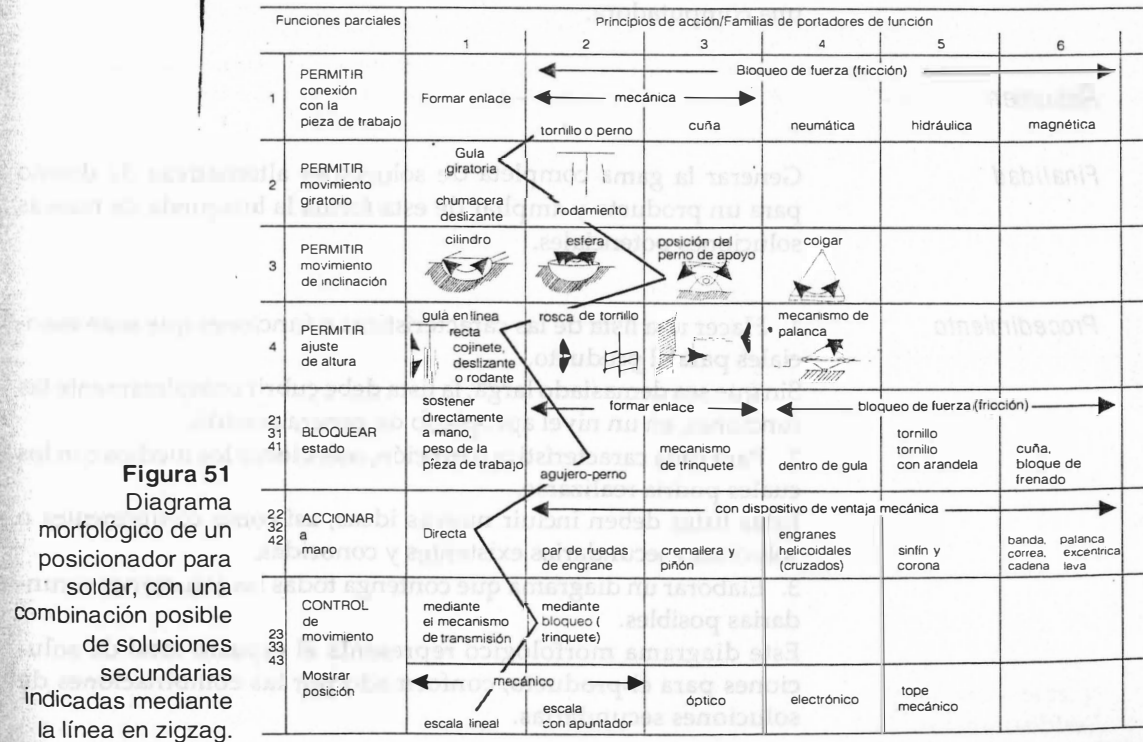 Funciones parciales
Principios de acción/Familias de portadores de función
1 2 3 4 5 6
1
PERMITIR
conexión
con la
pieza de trabajo
Formar enlace
Bloqueo de fuerza (fricción)
mecánica
tornillo o perno
cuña
neumática
hidráulica
magnética
2
PERMITIR
movimiento
giratorio
Gula
giratoria
chumacera
deslizante
rodamiento
3
PERMITIR
movimiento
de inclinación
cilindro
esfera
posición del
perno de apoyo
colgar
4
PERMITIR
ajuste
de altura
gula en linea
recta
cojinete,
deslizante
o rodante
rosca de tornillo
mecanismo de
palanca
21
31
41
BLOQUEAR
estado
sostener
directamente
a mano,
peso de la
pieza de trabajo
formar enlace
agujero-perno
mecanismo
de trinquete
bloqueo de fuerza (fricción)
dentro de gula
tornillo
tornillo
con arandela
cuña,
bloque de
frenado
22
32
42
ACCIONAR
a
mano
Directa
con dispositivo de ventaja mecánica
par de ruedas
de engrane
cremallera y
piñón
engranes
helicoidales
(cruzados)
sinfín y
corona
banda,
correa,
cadena
palanca
excentrica
leva
23
33
43
CONTROL
de
movimiento
mediante
el mecanismo
de transmisión
mediante
bloqueo (
trinquete)
Mostrar
posición
mecánico
escala lineal
escala
con apuntador
óptico
electrónico
tope
mecánico
Figura 51
Diagrama
morfológico de un
posicionador para
soldar, con una
combinación posible
de soluciones
secundarias
indicadas mediante
la línea en zigzag.